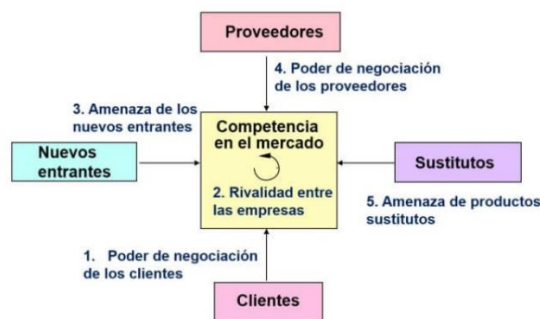 Proveedores
4. Poder de negociación
de los proveedores
3. Amenaza de los
nuevos entrantes
Competencia
en el mercado
Nuevos
entrantes
Sustitutos
2. Rivalidad entre
las empresas
5. Amenaza de productos
sustitutos
1. Poder de negociación
de los clientes
Clientes